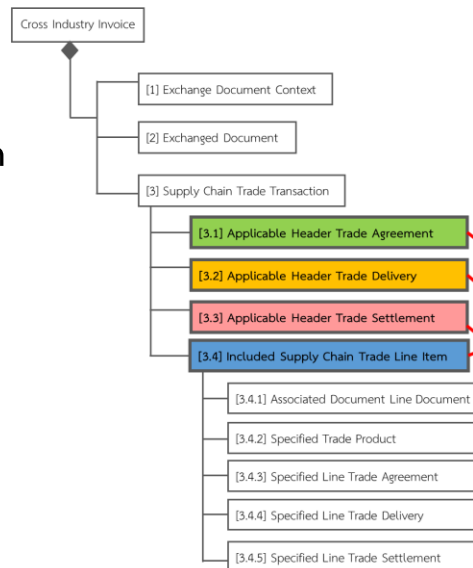 Cross Industry Invoice
[1] Exchange Document Context
[2] Exchanged Document
[3] Supply Chain Trade Transaction
[3.1] Applicable Header Trade Agreement
[3.2] Applicable Header Trade Delivery
[3.3] Applicable Header Trade Settlement
[3.4] Included Supply Chain Trade Line Item
[3.4.1] Associated Document Line Document
[3.4.2] Specified Trade Product
[3.4.3] Specified Line Trade Agreement
[3.4.4] Specified Line Trade Delivery
[3.4.5] Specified Line Trade Settlement